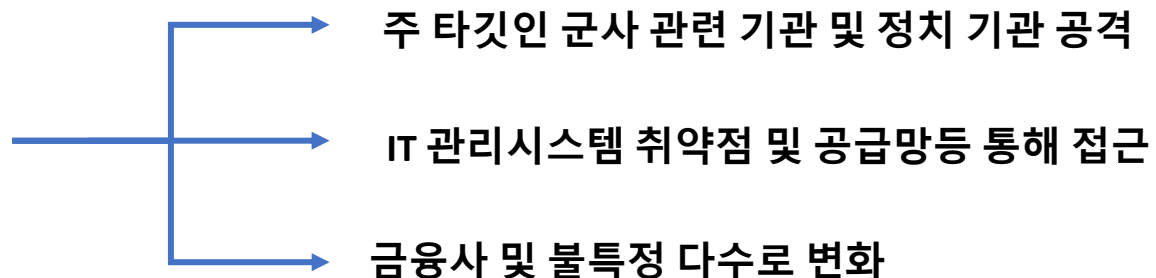 주 타깃인 군사 관련 기관 및 정치 기관 공격
IT 관리시스템 취약점 및 공급망등 통해 접근
금융사 및 불특정 다수로 변화